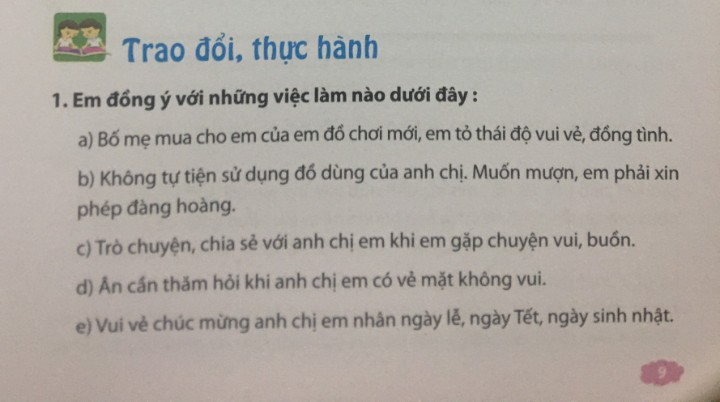 Trao đổi, thực hành
1. Em đồng ý với những việc làm nào dưới đây :
a) Bố mẹ mua cho em của em đồ chơi mới, em tỏ thái độ vui vẻ, đồng tình.
b) Không tự tiện sử dụng đồ dùng của anh chị. Muốn mượn, em phải xin
phép đàng hoàng.
c) Trò chuyện, chia sẻ với anh chị em khi em gặp chuyện vui, buồn.
d) Ân cần thăm hỏi khi anh chị em có vẻ mặt không vui.
e) Vui vẻ chúc mừng anh chị em nhân ngày lễ, ngày Tết, ngày sinh nhật.
9